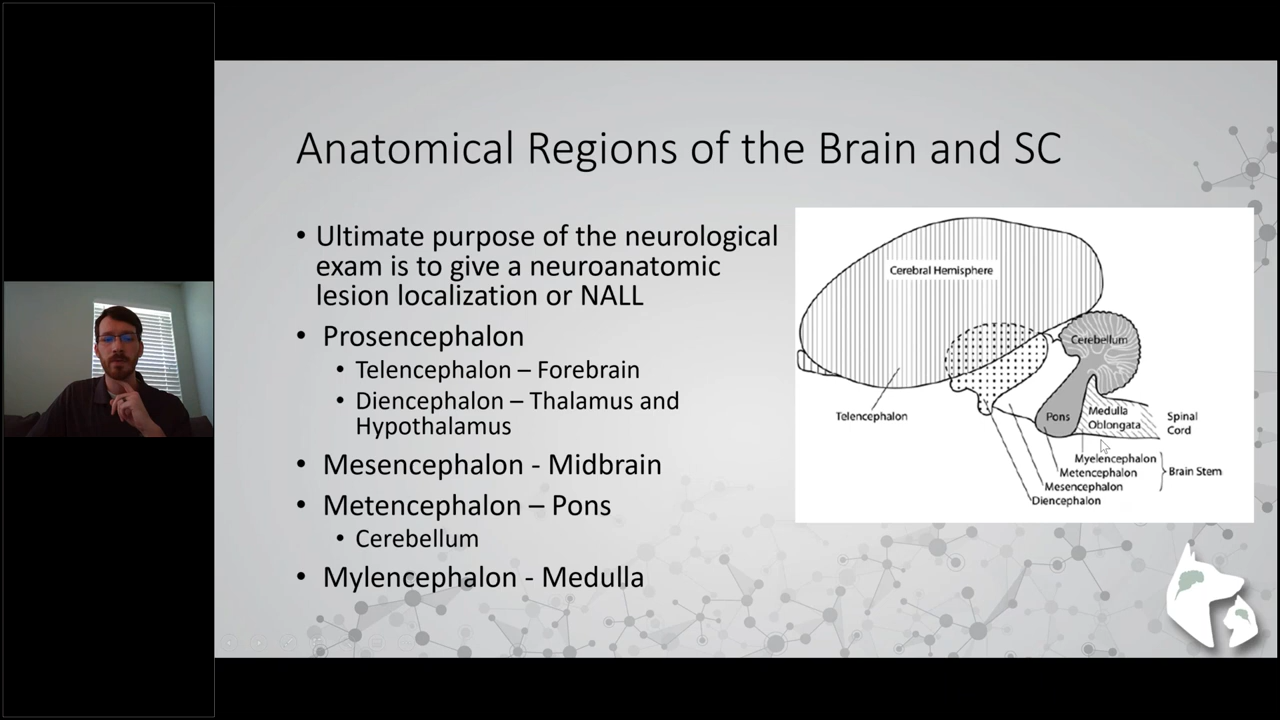 Anatomical Regions of the Brain and SC
• Ultimate purpose of the neurological
exam is to give a neuroanatomic
lesion localization or NALL
• Prosencephalon
• Telencephalon – Forebrain
• Diencephalon – Thalamus and
Hypothalamus
• Mesencephalon - Midbrain
• Metencephalon – Pons
• Cerebellum
• Mylencephalon - Medulla
Cerebral Hemisphere
Cerebellum
Telencephalon
Pons
Medulla
Oblongata
Spinal
Cord
Myelencephalon
Metencephalon
Mesencephalon
Diencephalon
Brain Stem